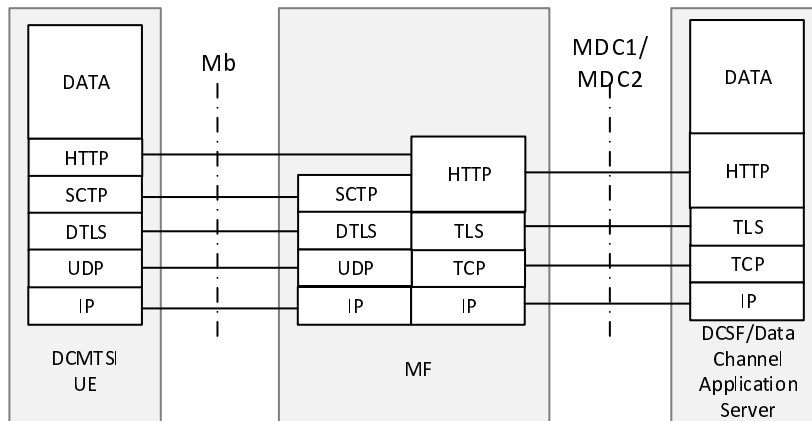 DATA
HTTP
SCTP
DTLS
UDP
IP
DCMTSI
UE
Mb
SCTP
DTLS
UDP
IP
HTTP
TLS
TCP
IP
MF
MDC1/
MDC2
DATA
HTTP
TLS
TCP
IP
DCSF/Data
Channel
Application
Server